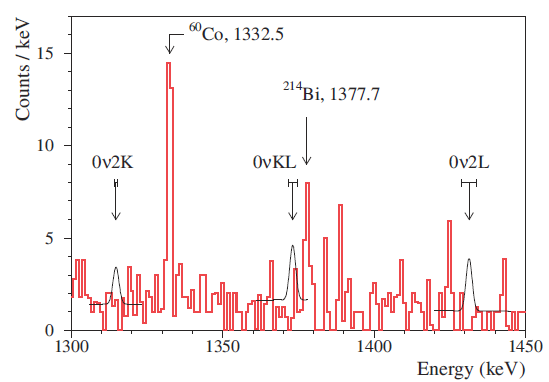 Counts / keV
⁶⁰Co, 1332.5
15
²¹⁴Bi, 1377.7
10
0ν2K
0νKL
0ν2L
5
0
1300
1350
1400
1450
Energy (keV)